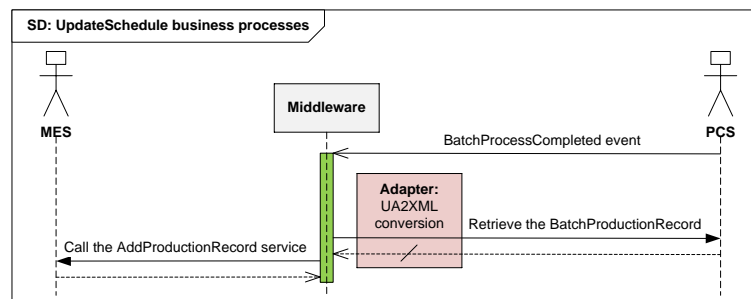 SD: UpdateSchedule business processes
MES
Middleware
PCS
BatchProcessCompleted event
Adapter:
UA2XML
conversion
Retrieve the BatchProductionRecord
Call the AddProductionRecord service